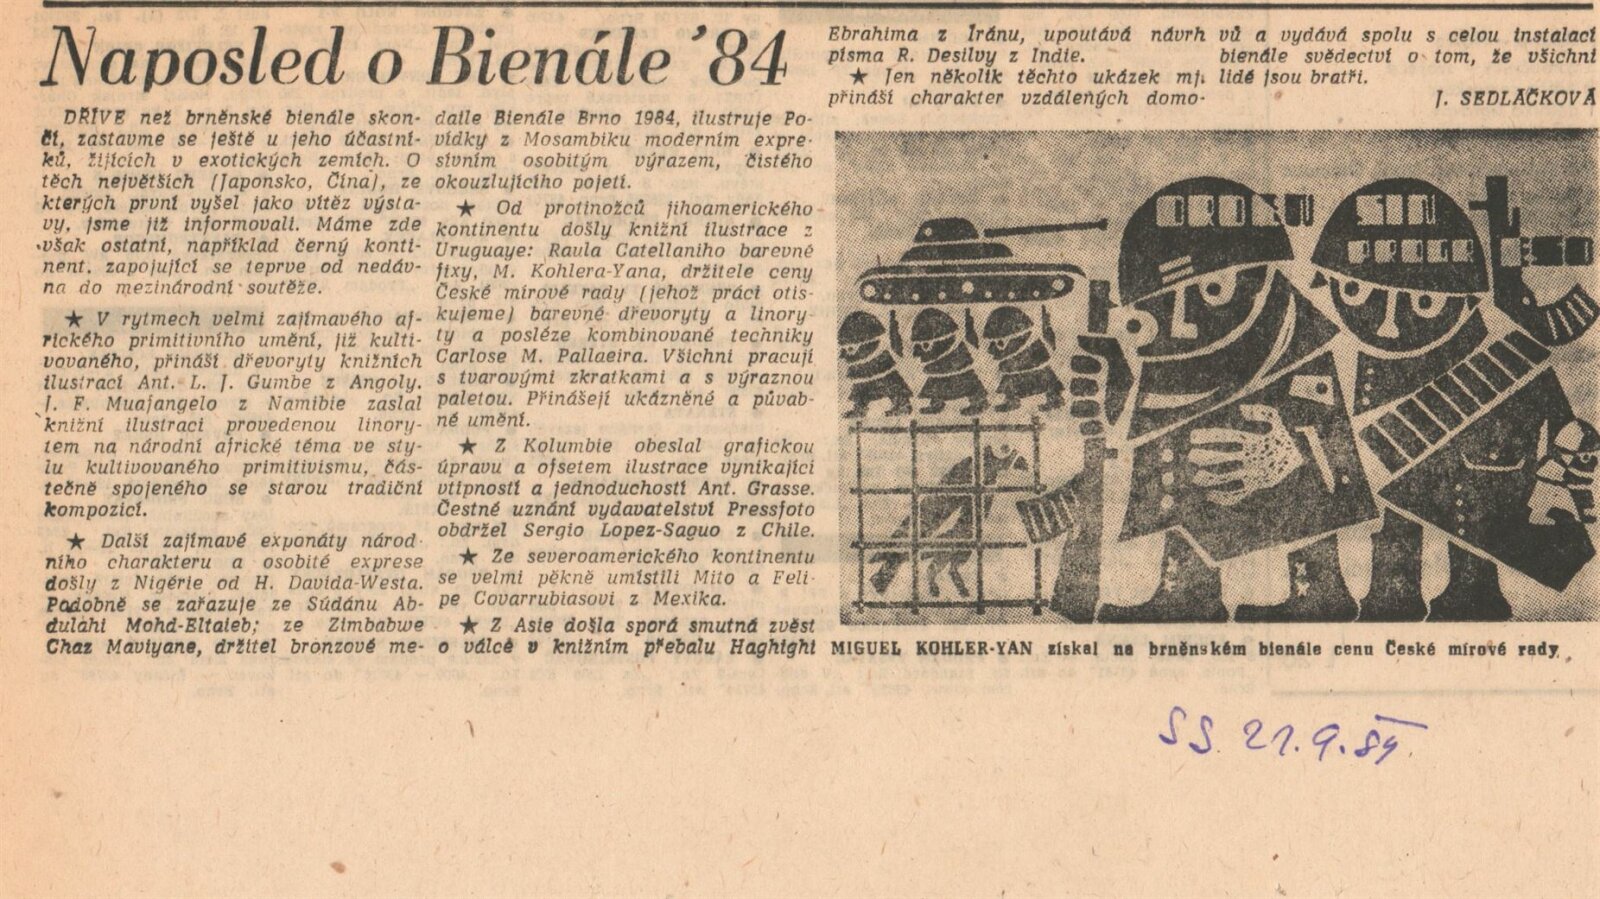 Naposled o Bienále '84
DŘÍVE než brněnské bienále skon-
čí, zastavme se ještě u jeho účastní-
ků, žijících v exotických zemích. O
těch největších (Japonsko, Čína), ze
kterých první vyšel jako vítěz výsta-
vy, jsme již informovali. Máme zde
však ostatní, například černý konti-
nent, zapojující se teprve od nedáv-
na do mezinárodní soutěže.
★ V rytmech velmi zajímavého af-
rického primitivního umění, již kulti-
vovaného, přináší dřevoryty knižních
ilustrací Ant. L. J. Gumbe z Angoly.
J. F. Muafangelo z Namibie zaslal
knižní ilustraci provedenou linory-
tem na národní africké téma ve sty-
lu kultivovaného primitivismu, čás-
tečně spojeného se starou tradiční
kompozicí.
★ Další zajímavé exponáty národ-
ního charakteru a osobité exprese
došly z Nigérie od H. Davida-Westa.
Podobně se zařazuje ze Súdánu Ab-
dulahi Mohd-Eltaieb; ze Zimbabwe
Chaz Maviyane, držitel bronzové me-
daile Bienále Brno 1984, ilustruje Po-
vídky z Mosambiku moderním expre-
sívním osobitým výrazem, čistého
okouzlujícího pojetí.
★ Od protinožců jihoamerického
kontinentu došly knižní ilustrace z
Uruguaye: Raula Catellaniho barevné
fixy, M. Kohlera-Yana, držitele ceny
České mírové rady (jehož práci otis-
kujeme) barevné dřevoryty a linory-
ty a posléze kombinované techniky
Carlose M. Pallaeira. Všichni pracují
s tvarovými zkratkami a s výraznou
paletou. Přinášejí ukázněné a půvab-
né umění.
★ Z Kolumbie obeslal grafickou
úpravu a ofsetem ilustrace vynikající
vtipností a jednoduchostí Ant. Grasse.
Čestné uznání vydavatelství Pressfoto
obdržel Sergio Lopez-Saguo z Chile.
★ Ze severoamerického kontinentu
se velmi pěkně umístili Mito a Feli-
pe Covarrubiasovi z Mexika.
★ Z Asie došla sporá smutná zvěst
o válce v knižním přebalu Haghighi
Ebrahima z Íránu, upoutává návrh
písma R. Desilvy z Indie.
★ Jen několik těchto ukázek
přináší charakter vzdálených domo-
vů a vydává spolu s celou instalací
bienále svědectví o tom, že všichni
lidé jsou bratři.
J. SEDLÁČKOVÁ
MIGUEL KOHLER-YAN získal na brněnském bienále cenu České mírové rady
SS 21.9.84